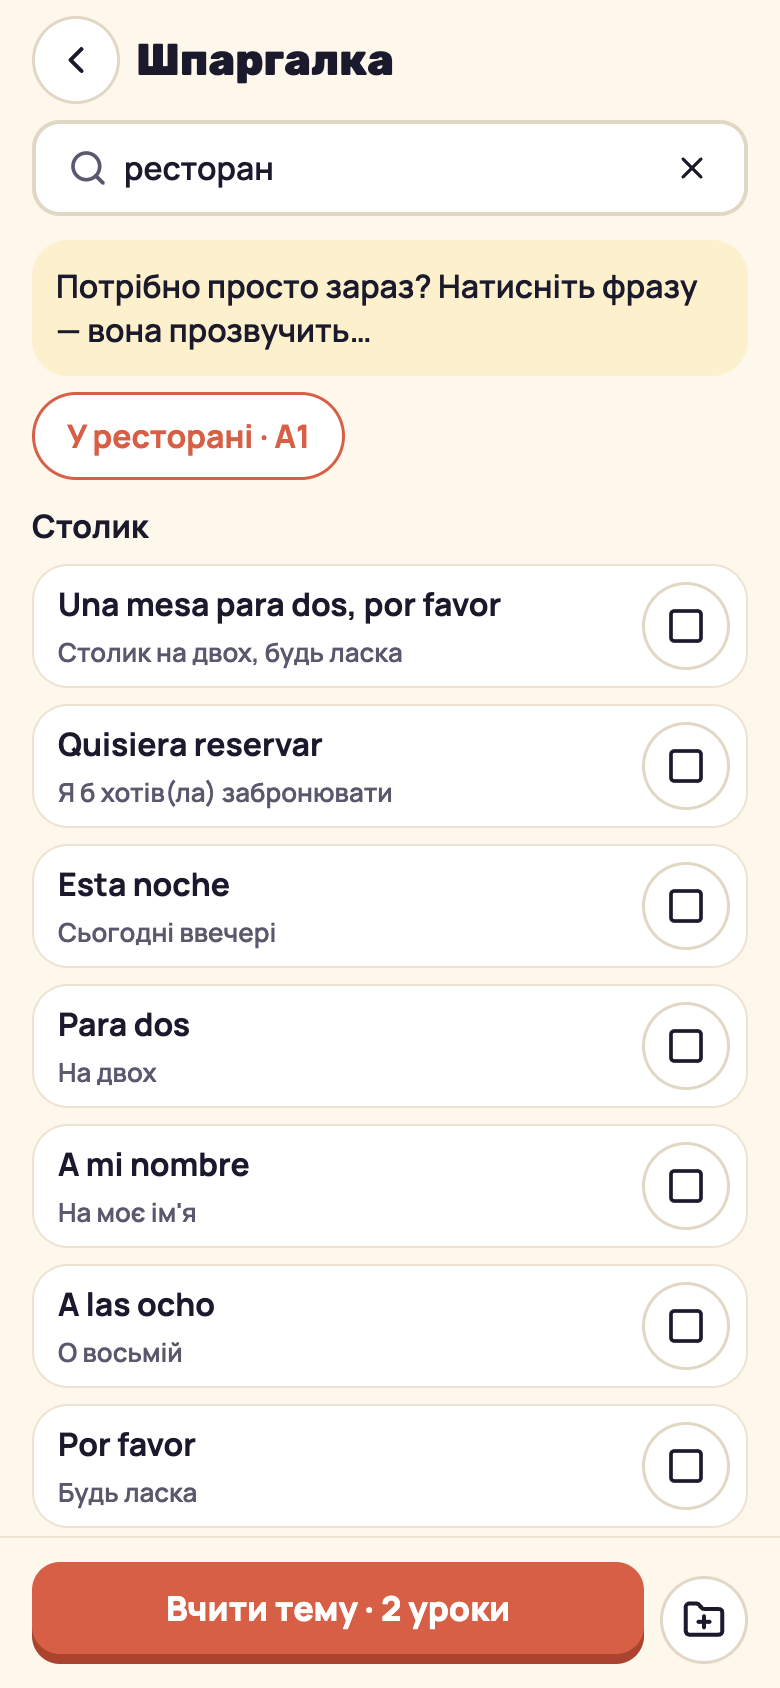 Шпаргалка
ресторан
Потрібно просто зараз? Натисніть фразу
— вона прозвучить…
У ресторані · A1
Столик
Una mesa para dos, por favor
Столик на двох, будь ласка
Quisiera reservar
Я б хотів(ла) забронювати
Esta noche
Сьогодні ввечері
Para dos
На двох
A mi nombre
На моє ім'я
A las ocho
О восьмій
Por favor
Будь ласка
Вчити тему · 2 уроки